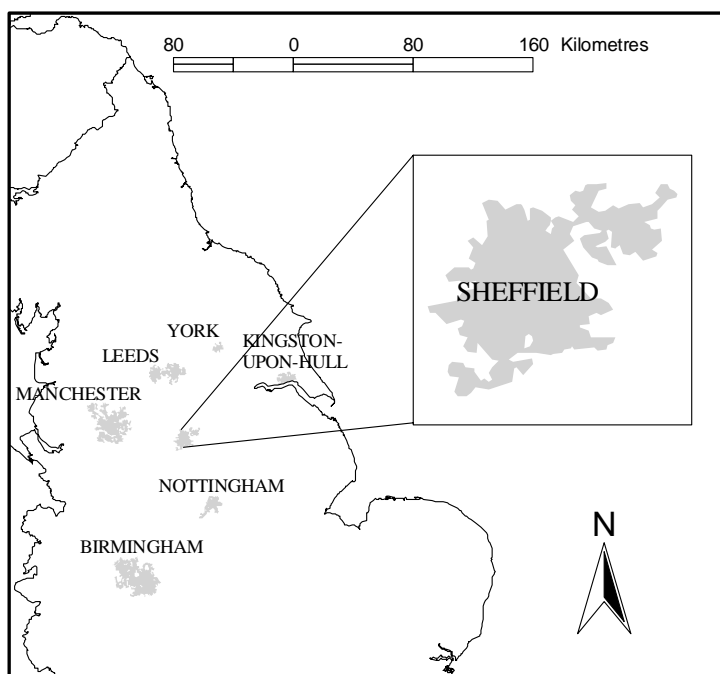 80 0 80 160 Kilometres
SHEFFIELD
YORK
KINGSTON-
UPON-HULL
LEEDS
MANCHESTER
NOTTINGHAM
BIRMINGHAM
N